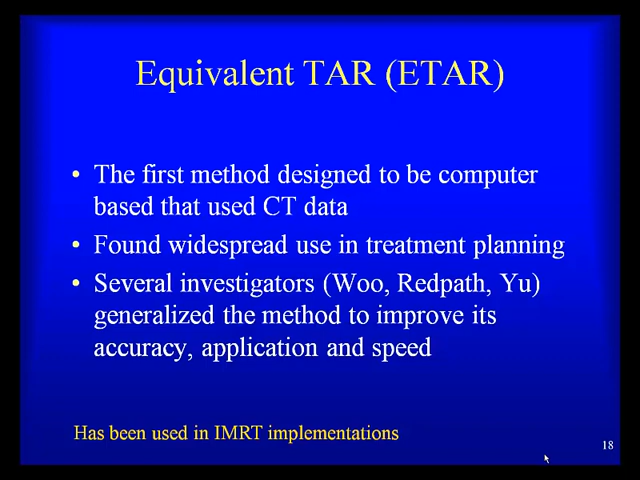 Equivalent TAR (ETAR)
• The first method designed to be computer
based that used CT data
• Found widespread use in treatment planning
• Several investigators (Woo, Redpath, Yu)
generalized the method to improve its
accuracy, application and speed
Has been used in IMRT implementations
18